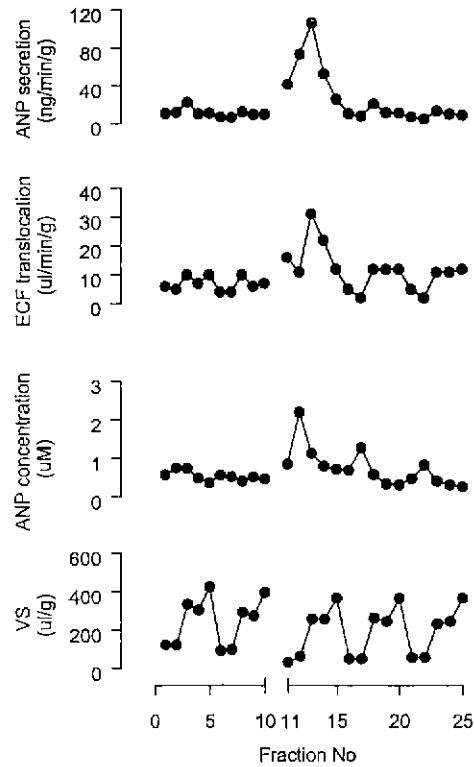 ANP secretion
(ng/min/g)
120
80
40
0
ECF translocation
(ul/min/g)
40
30
20
10
0
ANP concentration
(uM)
3
2
1
0
VS
(ul/g)
600
400
200
0
0 5 10 11 15 20 25
Fraction No